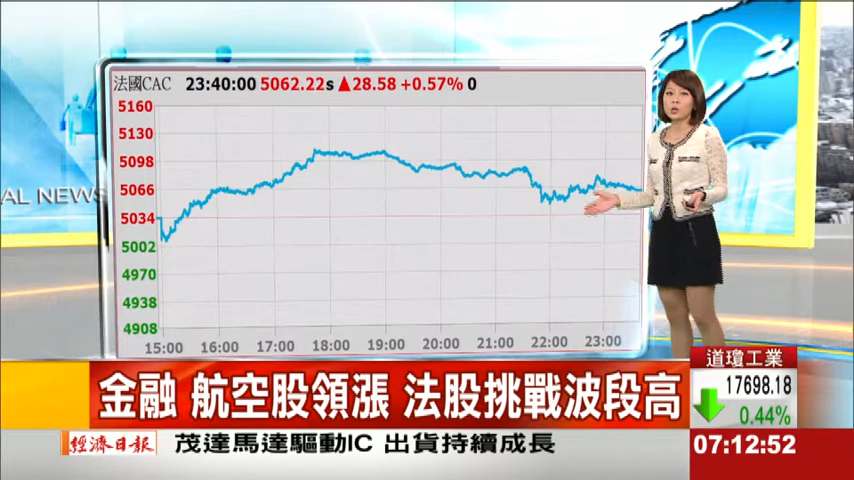 法國CAC 23:40:00 5062.22s ▲28.58 +0.57% 0
5160
5130
5098
5066
5034
5002
4970
4938
4908
15:00 16:00 17:00 18:00 19:00 20:00 21:00 22:00 23:00
AL NEWS
金融 航空股領漲 法股挑戰波段高
道瓊工業
17698.18
0.44%
經濟日報 茂達馬達驅動IC 出貨持續成長
07:12:52